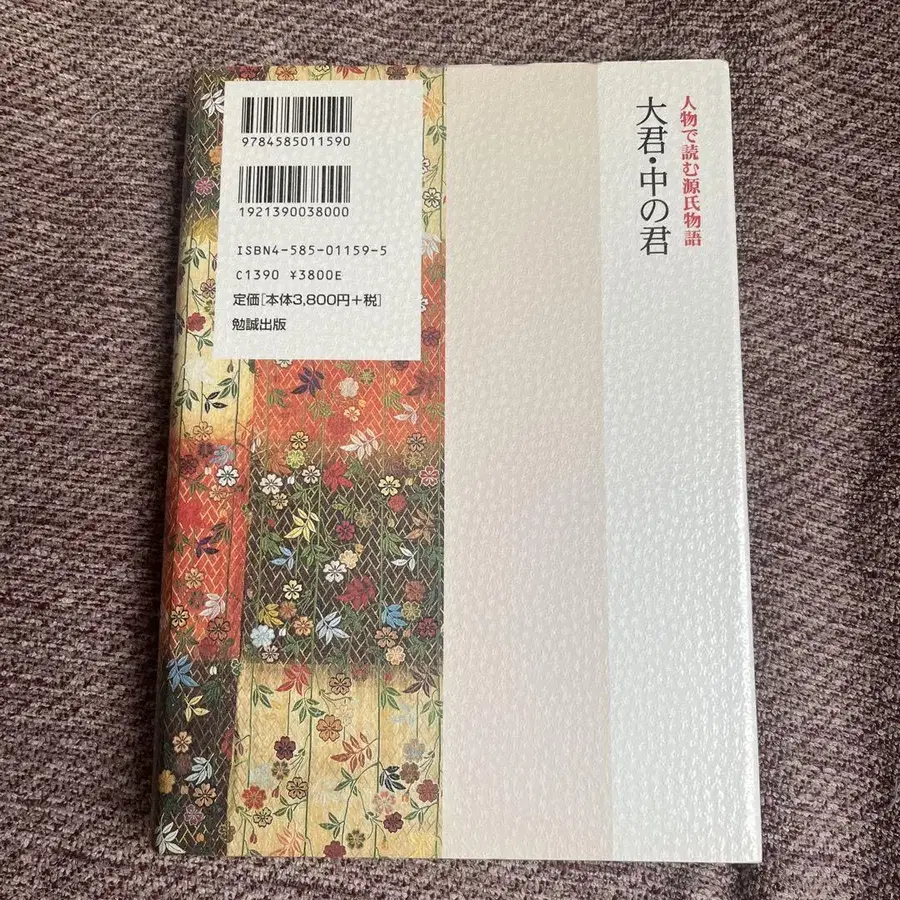 人物で読む源氏物語
大君・中の君
9784585011590
1921390038000
ISBN4-585-01159-5
C1390 ¥3800E
定価[本体3,800円+税]
勉誠出版